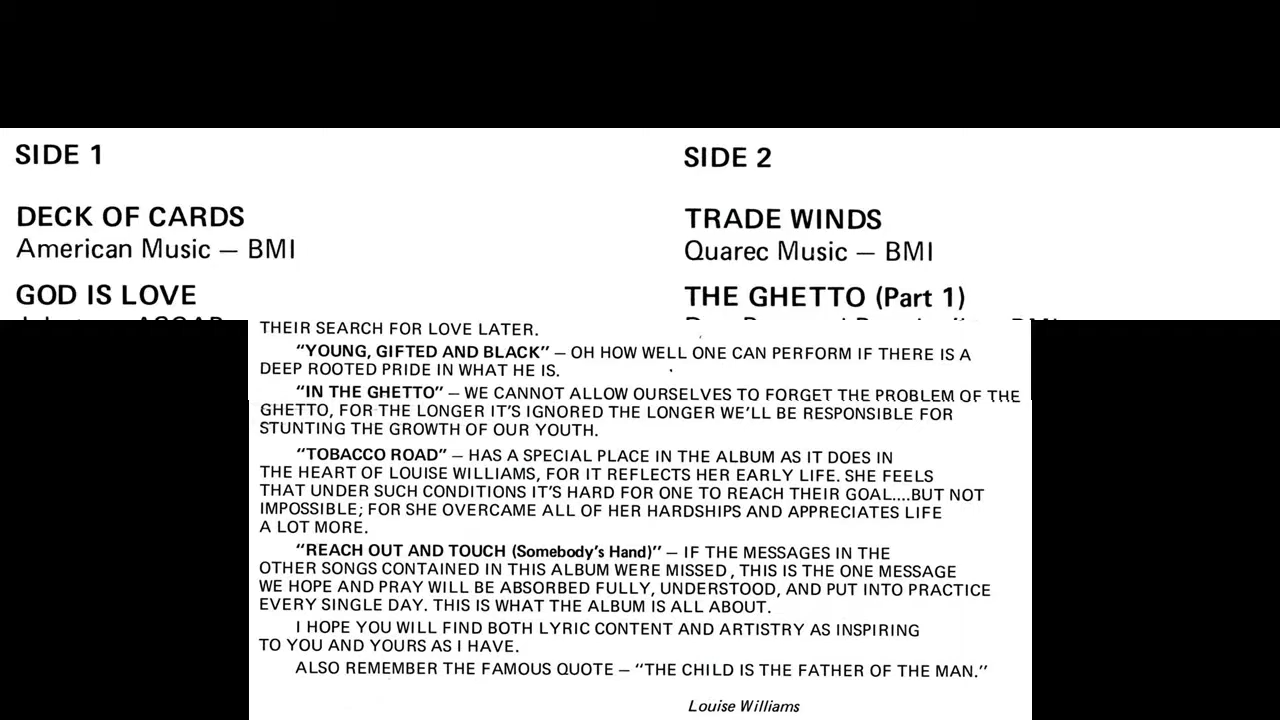 SIDE 1
DECK OF CARDS
American Music — BMI
GOD IS LOVE
SIDE 2
TRADE WINDS
Quarec Music — BMI
THE GHETTO (Part 1)
THEIR SEARCH FOR LOVE LATER.
"YOUNG, GIFTED AND BLACK" — OH HOW WELL ONE CAN PERFORM IF THERE IS A
DEEP ROOTED PRIDE IN WHAT HE IS.
"IN THE GHETTO" — WE CANNOT ALLOW OURSELVES TO FORGET THE PROBLEM OF THE
GHETTO, FOR THE LONGER IT'S IGNORED THE LONGER WE'LL BE RESPONSIBLE FOR
STUNTING THE GROWTH OF OUR YOUTH.
"TOBACCO ROAD" — HAS A SPECIAL PLACE IN THE ALBUM AS IT DOES IN
THE HEART OF LOUISE WILLIAMS, FOR IT REFLECTS HER EARLY LIFE. SHE FEELS
THAT UNDER SUCH CONDITIONS IT'S HARD FOR ONE TO REACH THEIR GOAL....BUT NOT
IMPOSSIBLE; FOR SHE OVERCAME ALL OF HER HARDSHIPS AND APPRECIATES LIFE
A LOT MORE.
"REACH OUT AND TOUCH (Somebody's Hand)" — IF THE MESSAGES IN THE
OTHER SONGS CONTAINED IN THIS ALBUM WERE MISSED, THIS IS THE ONE MESSAGE
WE HOPE AND PRAY WILL BE ABSORBED FULLY, UNDERSTOOD, AND PUT INTO PRACTICE
EVERY SINGLE DAY. THIS IS WHAT THE ALBUM IS ALL ABOUT.
I HOPE YOU WILL FIND BOTH LYRIC CONTENT AND ARTISTRY AS INSPIRING
TO YOU AND YOURS AS I HAVE.
ALSO REMEMBER THE FAMOUS QUOTE — "THE CHILD IS THE FATHER OF THE MAN."
Louise Williams